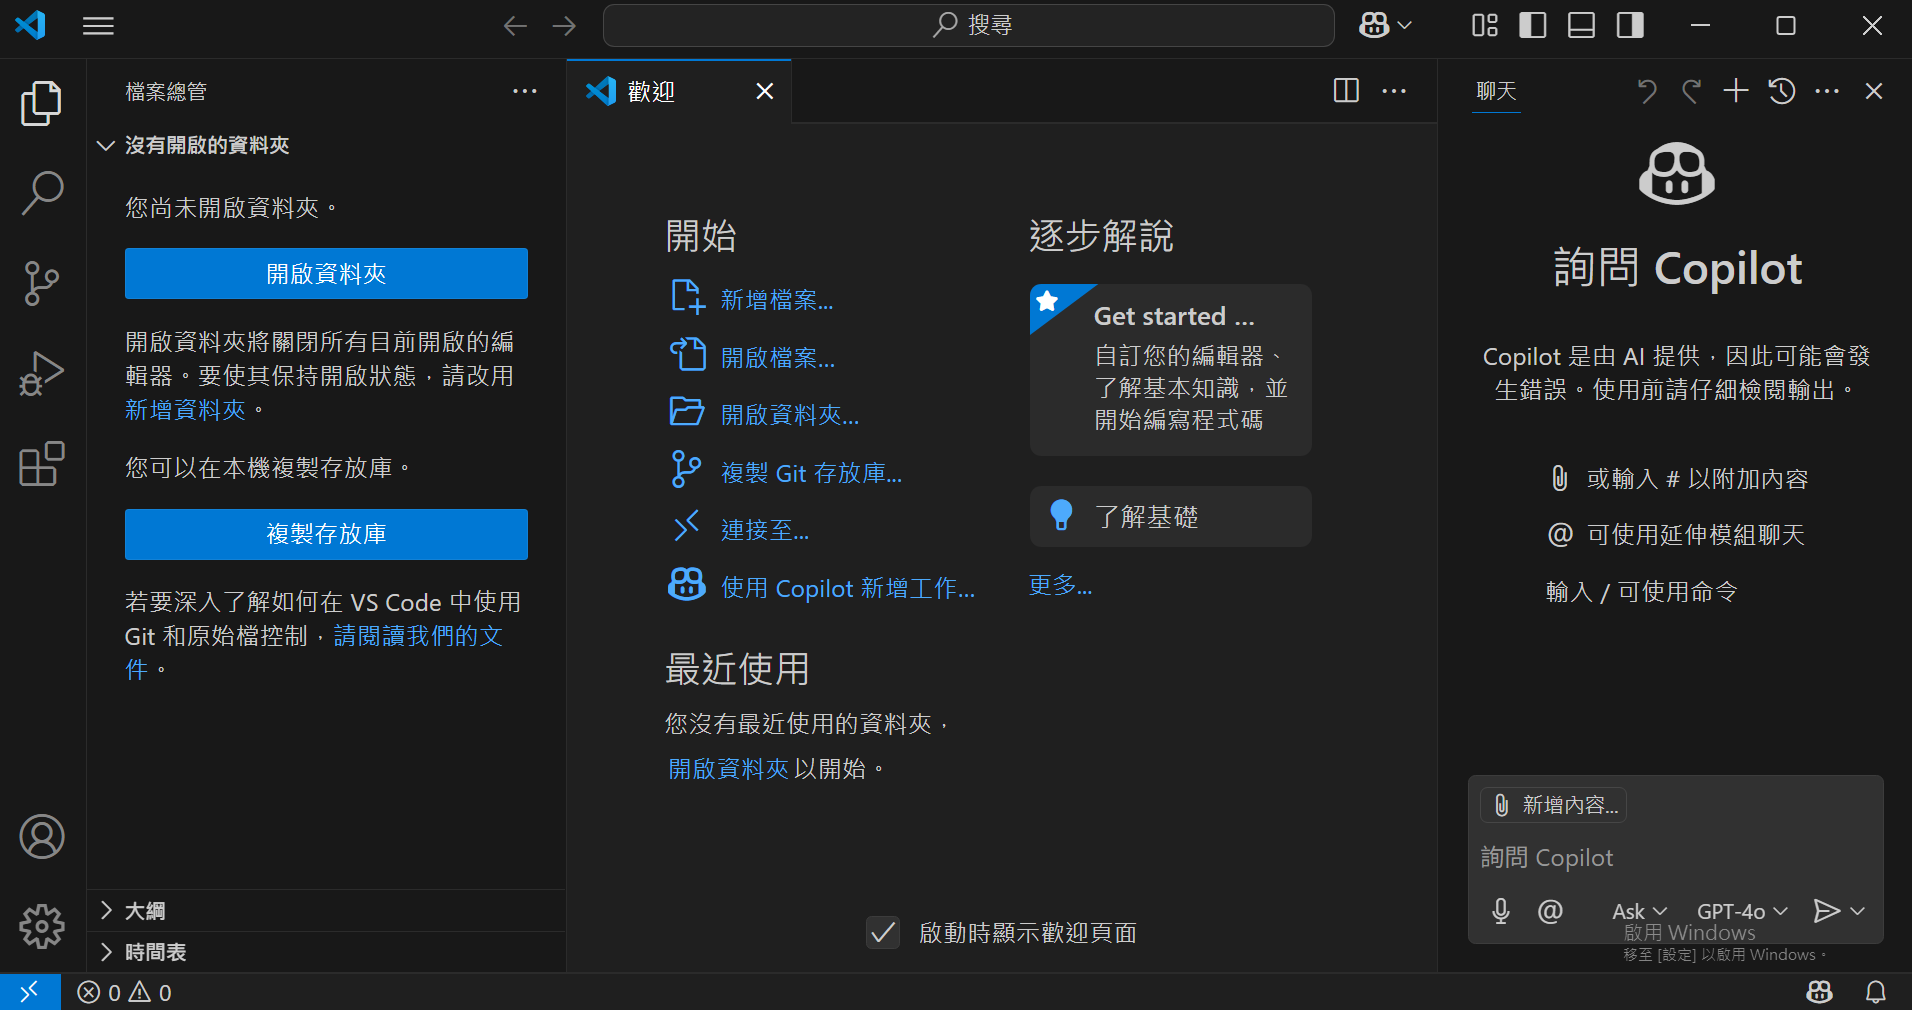 搜尋
檔案總管
沒有開啟的資料夾
您尚未開啟資料夾。
開啟資料夾
開啟資料夾將關閉所有目前開啟的編
輯器。要使其保持開啟狀態，請改用
新增資料夾。
您可以在本機複製存放庫。
複製存放庫
若要深入了解如何在 VS Code 中使用
Git 和原始檔控制，請閱讀我們的文
件。
大綱
時間表
歡迎
開始
新增檔案...
開啟檔案...
開啟資料夾...
複製 Git 存放庫...
連接至...
使用 Copilot 新增工作...
最近使用
您沒有最近使用的資料夾，
開啟資料夾以開始。
逐步解說
Get started ...
自訂您的編輯器、
了解基本知識，並
開始編寫程式碼
了解基礎
更多...
啟動時顯示歡迎頁面
聊天
詢問 Copilot
Copilot 是由 AI 提供，因此可能會發
生錯誤。使用前請仔細檢閱輸出。
或輸入 # 以附加內容
@ 可使用延伸模組聊天
輸入 / 可使用命令
新增內容...
詢問 Copilot
@ Ask GPT-4o
啟用 Windows
移至 [設定] 以啟用 Windows。
0 0